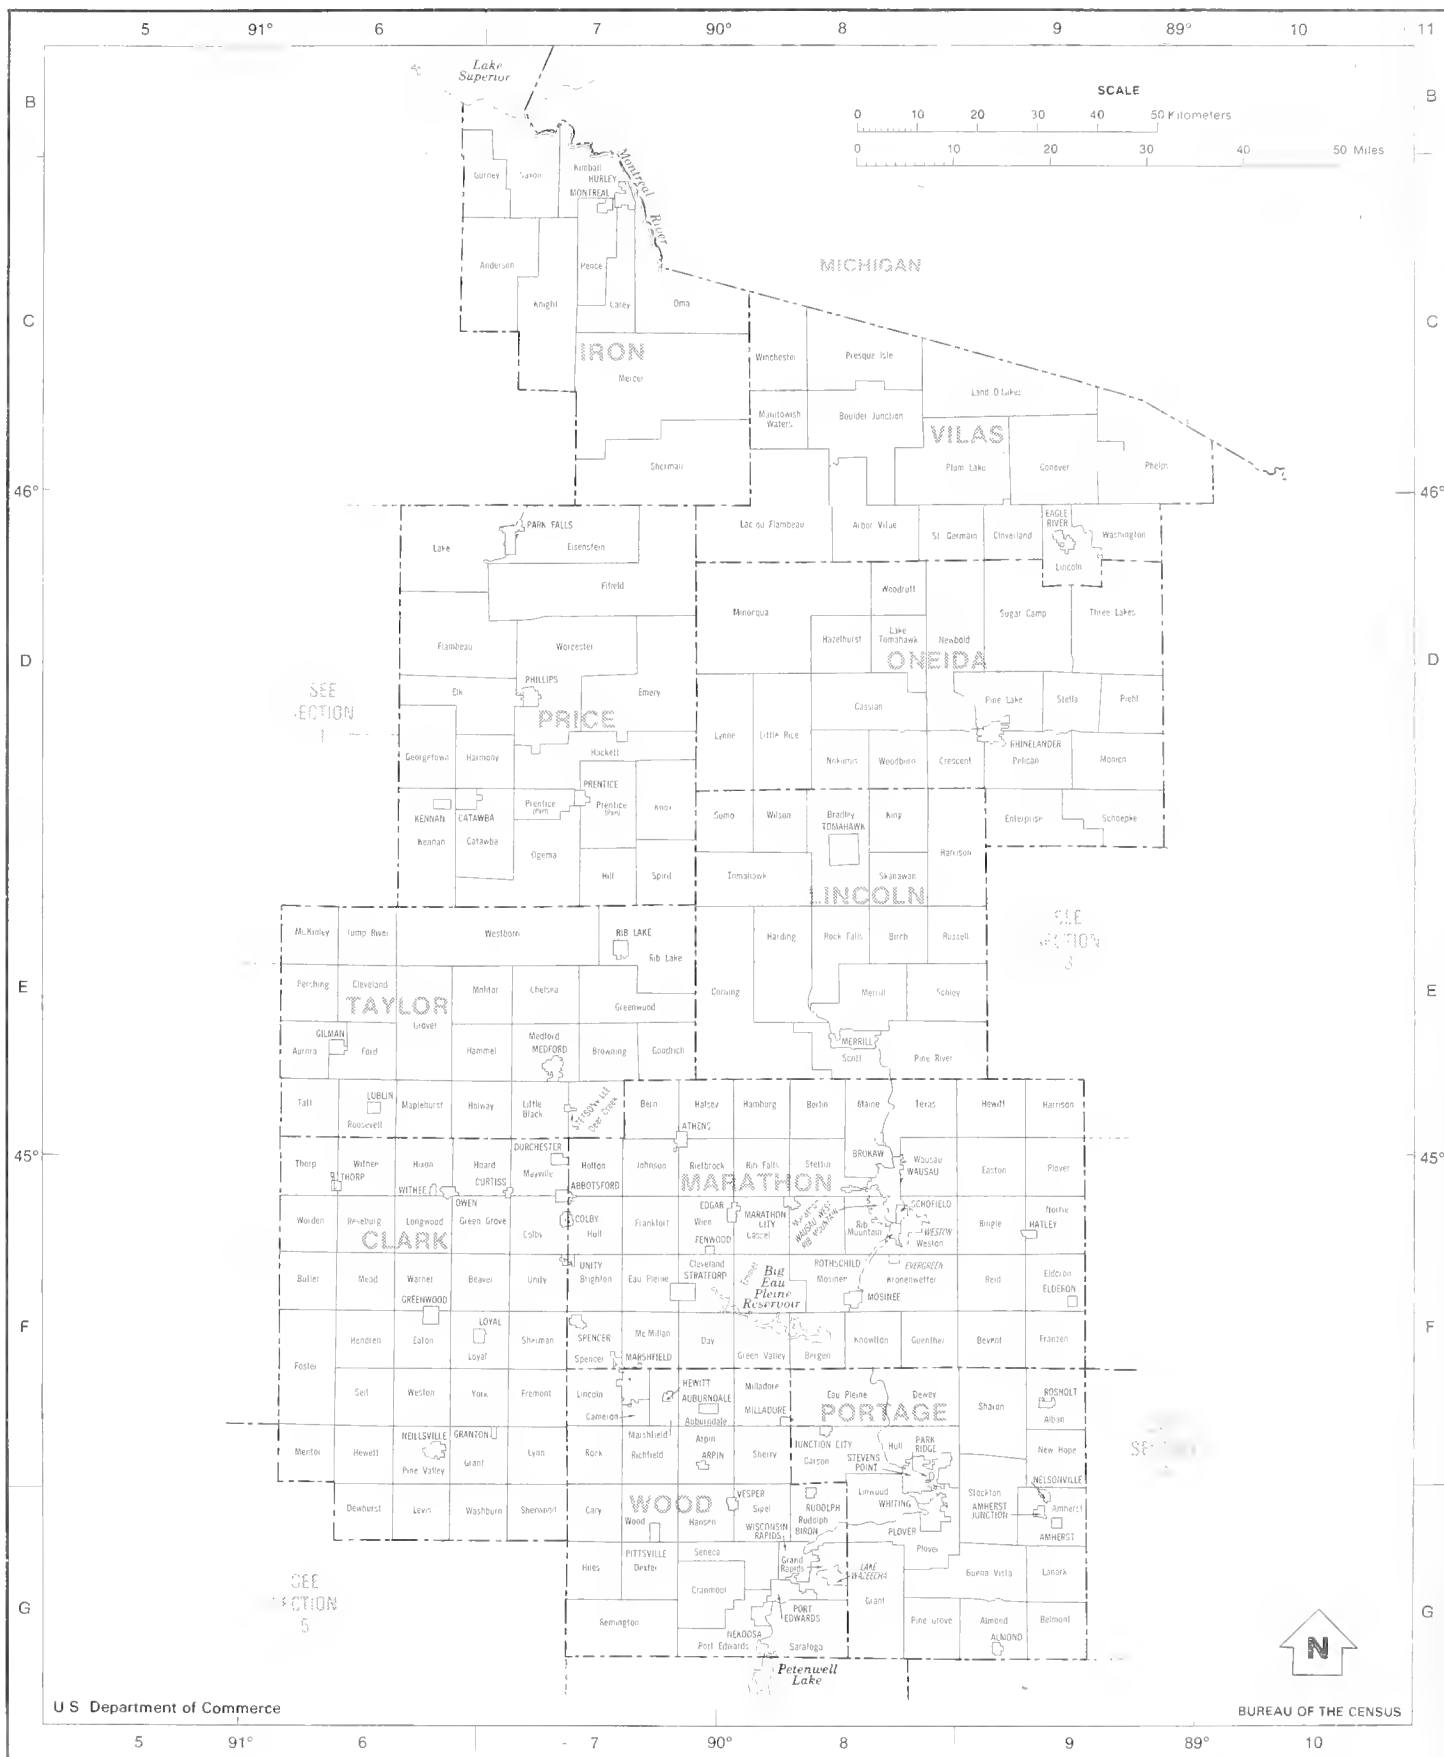 5 91° 6 7 90° 8 9 89° 10 11
Lake
Superior
SCALE
0 10 20 30 40 50 Kilometers
0 10 20 30 40 50 Miles
B B
Gurney Saxon Kimball
HURLEY
MONTREAL
Montreal
River
MICHIGAN
Anderson Pence
Knight Carey Oma
C C
IRON
Mercer
Winchester Presque Isle
Land O Lakes
Manitowish
Waters
Boulder Junction
VILAS
Sherman
Plum Lake Conover Phelps
46° 46°
PARK FALLS
Lake Eisenstein
Lac du Flambeau Arbor Vitae
St Germain Cloverland
EAGLE
RIVER
Washington
Lincoln
Fifield
Minocqua Woodruff
Sugar Camp Three Lakes
Hazelhurst
Lake
Tomahawk
Newbold
Flambeau Worcester
ONEIDA
D D
SEE
ECTION
1
Elk
PHILLIPS
Emery
PRICE
Cassian
Pine Lake Stella Piehl
Lynne Little Rice
RHINELANDER
Georgetown Harmony
Hackett
Nokomis Woodboro Crescent Pelican Monico
PRENTICE
KENNAN CATAWBA
Prentice
(Part)
Prentice
(Part)
Knox
Kennan Catawba
Ogema
Hill Spirit
Somo Wilson
Bradley
TOMAHAWK
King
Harrison
Enterprise Schoepke
Tomahawk Skanawan
LINCOLN
McKinley Jump River Westboro
RIB LAKE
Rib Lake
Harding Rock Falls Birch Russell
SEE
ECTION
3
Pershing Cleveland
Molitor Chelsea
TAYLOR
Grover
Greenwood
Corning Merrill Schley
E E
GILMAN
Aurora Ford
Hammel
Medford
MEDFORD
Browning Goodrich
MERRILL
Scott Pine River
Taft
LUBLIN
Roosevelt
Maplehurst Holway
Little
Black
STETSONVILLE
Deer Creek
Bern Halsey Hamburg Berlin Maine Texas Hewitt Harrison
ATHENS
45° 45°
DORCHESTER
Thorp Withee Hixon Hoard
Mayville
Holton Johnson Rietbrock Rib Falls Stettin
BROKAW
Wausau
WAUSAU
Easton Plover
THORP
WITHEE
OWEN
CURTISS
ABBOTSFORD
MARATHON
Worden Reseburg Longwood Green Grove
Colby
COLBY
Hull
Frankfort
EDGAR
Wien
MARATHON
CITY
Cassel
Marathon
WAUSAU WEST-
RIB MOUNTAIN
Rib
Mountain
SCHOFIELD
WESTON
Weston
Ringle
Norrie
HATLEY
CLARK
FENWOOD
Butler Mead Warner Beaver Unity
UNITY
Brighton Eau Pleine
Cleveland
STRATFORD
Emmet
Big
Eau
Pleine
Reservoir
ROTHSCHILD
Mosinee
EVERGREEN
Kronenwetter
MOSINEE
Reid
Elderon
ELDERON
GREENWOOD
F F
Foster
Hendren Eaton
LOYAL
Loyal
Sherman
SPENCER
Spencer
McMillan
MARSHFIELD
Day
Green Valley Bergen
Knowlton Guenther Bevent Franzen
Seif Weston York Fremont
Lincoln
Cameron
HEWITT
AUBURNDALE
Auburndale
Milladore
MILLADORE
Eau Pleine Dewey
PORTAGE
Sharon
ROSHOLT
Alban
Mentor Hewett
NEILLSVILLE
Pine Valley
GRANTON
Grant
Lynn Rock
Marshfield
Richfield
Arpin
ARPIN
Sherry
JUNCTION CITY
Carson
STEVENS
POINT
Hull
PARK
RIDGE
New Hope
Dewhurst Levis Washburn Sherwood Cary
WOOD
Wood
Hansen
VESPER
Sigel
RUDOLPH
Rudolph
BIRON
Linwood
WHITING
Stockton
NELSONVILLE
AMHERST
JUNCTION
Amherst
AMHERST
WISCONSIN
RAPIDS
PLOVER
Plover
Hiles
PITTSVILLE
Dexter
Seneca
Cranmoor
Grand
Rapids
LAKE
WAZEECHA
Grant
Buena Vista Lanark
G G
SEE
CTION
5
Remington
NEKOOSA
Port Edwards
PORT
EDWARDS
Saratoga
Pine Grove
Almond
ALMOND
Belmont
N
Petenwell
Lake
U S Department of Commerce
BUREAU OF THE CENSUS
5 91° 6 7 90° 8 9 89° 10